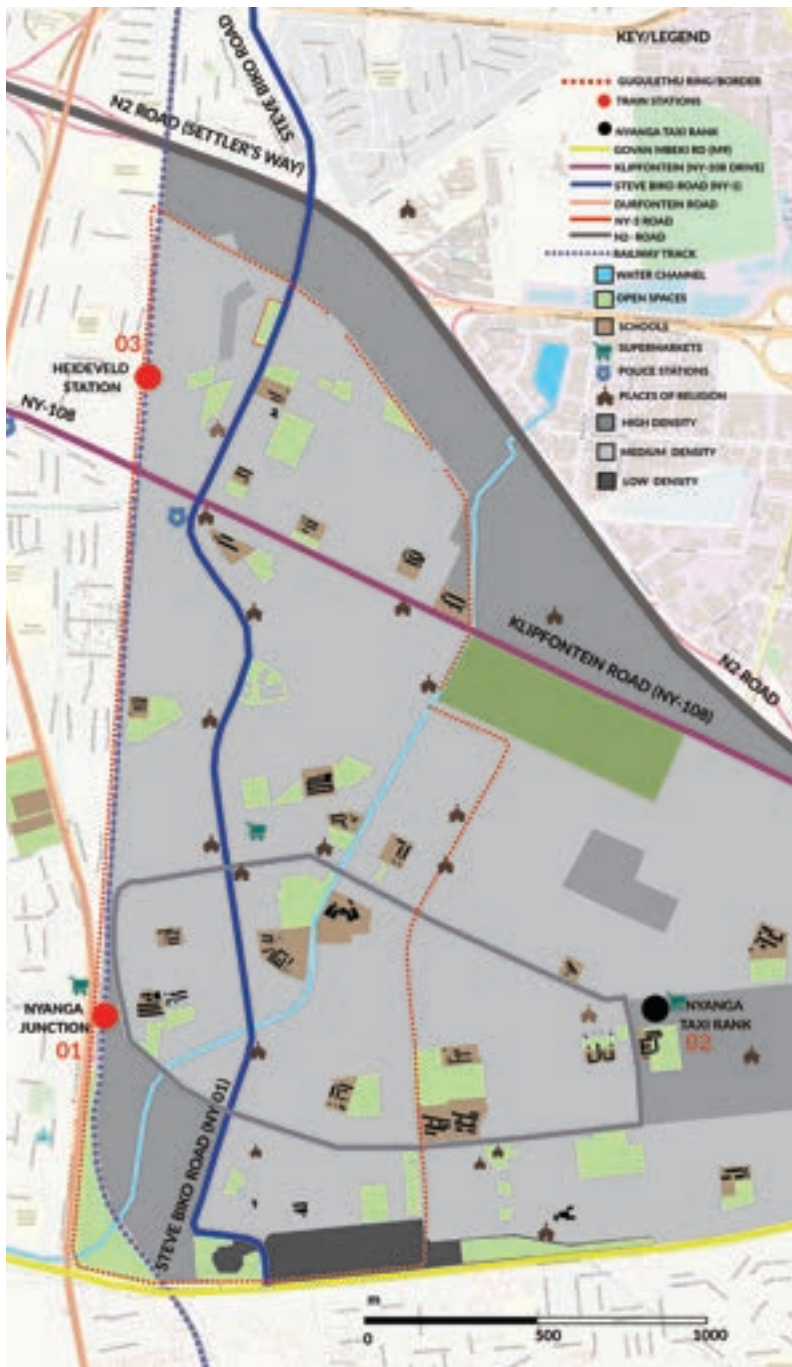 STEVE BIKO ROAD
KEY/LEGEND
GUGULETHU RING/BORDER
TRAIN STATIONS
NYANGA TAXI RANK
GOVAN MBEKI RD (M9)
KLIPFONTEIN (NY-108 DRIVE)
STEVE BIKO ROAD (NY-1)
DURFONTEIN ROAD
NY-3 ROAD
N2- ROAD
RAILWAY TRACK
WATER CHANNEL
OPEN SPACES
SCHOOLS
SUPERMARKETS
POLICE STATIONS
PLACES OF RELIGION
HIGH DENSITY
MEDIUM DENSITY
LOW DENSITY
N2 ROAD (SETTLER'S WAY)
03
HEIDEVELD
STATION
NY-108
KLIPFONTEIN ROAD (NY-108)
N2 ROAD
NYANGA
JUNCTION
01
NYANGA
TAXI RANK
02
STEVE BIKO ROAD (NY 01)
m
0 500 1000